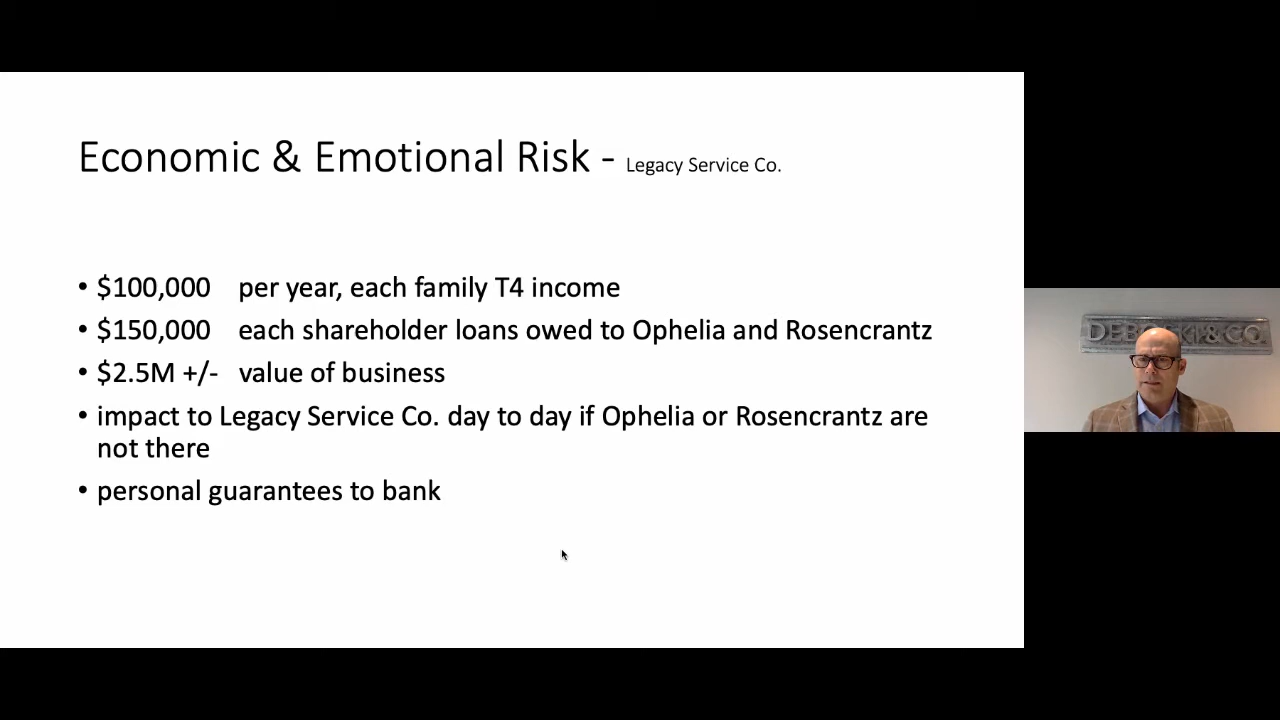 Economic & Emotional Risk - Legacy Service Co.
• $100,000 per year, each family T4 income
• $150,000 each shareholder loans owed to Ophelia and Rosencrantz
• $2.5M +/- value of business
• impact to Legacy Service Co. day to day if Ophelia or Rosencrantz are
not there
• personal guarantees to bank